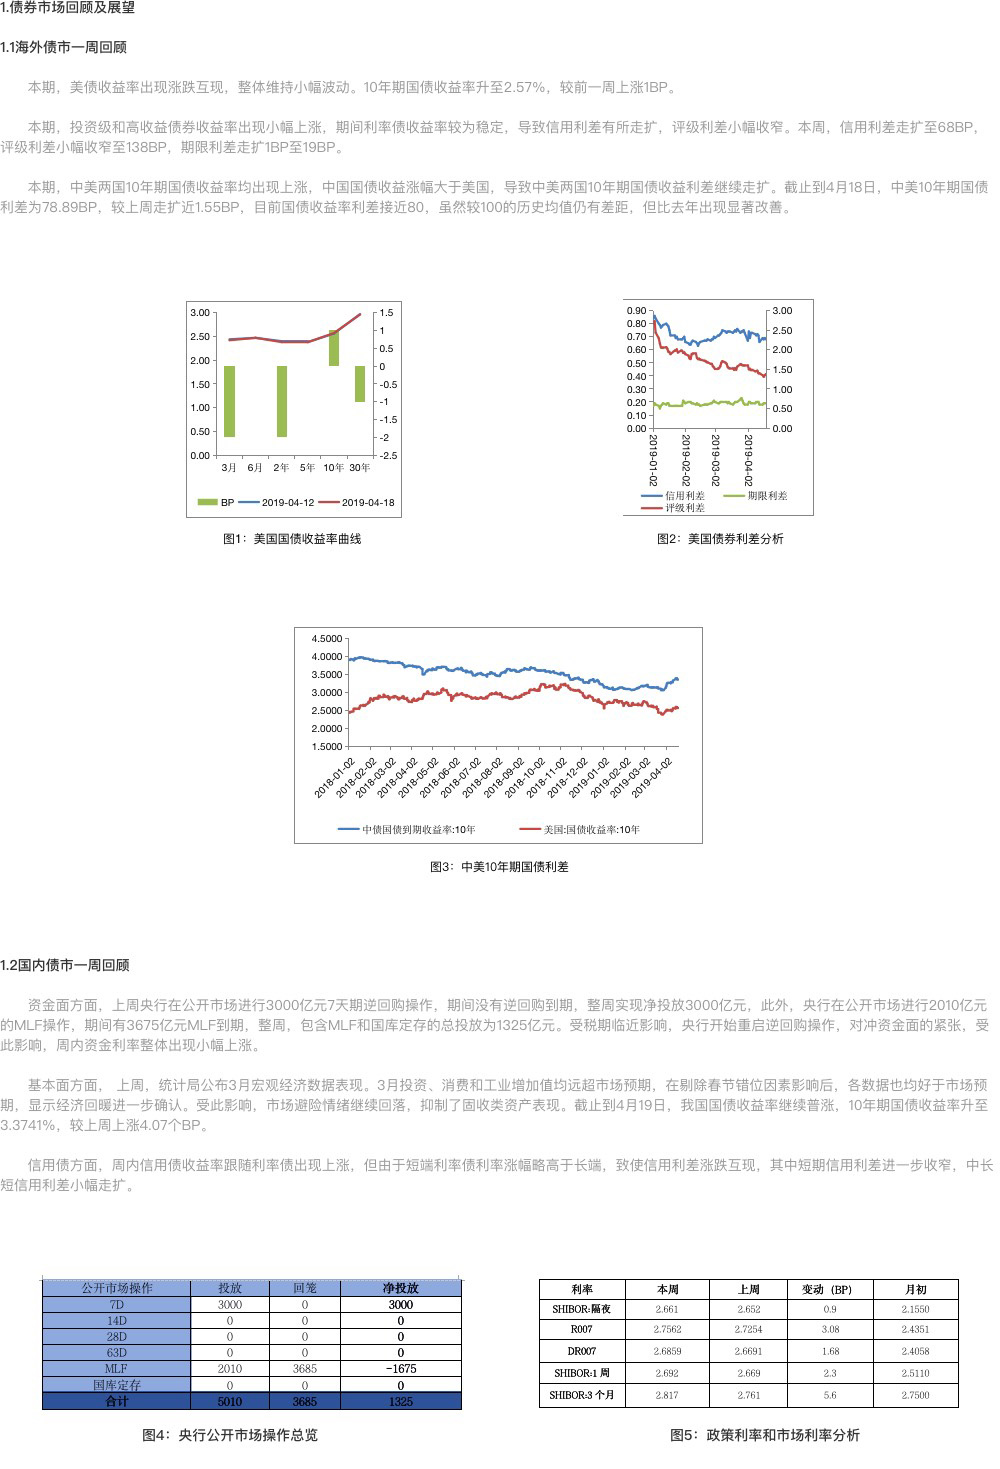 1.债券市场回顾及展望
1.1海外债市一周回顾
本期，美债收益率出现涨跌互现，整体维持小幅波动。10年期国债收益率升至2.57%，较前一周上涨1BP。
本期，投资级和高收益债券收益率出现小幅上涨，期间利率债收益率较为稳定，导致信用利差有所走扩，评级利差小幅收窄。本周，信用利差走扩至68BP，
评级利差小幅收窄至138BP，期限利差走扩1BP至19BP。
本期，中美两国10年期国债收益率均出现上涨，中国国债收益涨幅大于美国，导致中美两国10年期国债收益利差继续走扩。截止到4月18日，中美10年期国债
利差为78.89BP，较上周走扩近1.55BP，目前国债收益率利差接近80，虽然较100的历史均值仍有差距，但比去年出现显著改善。
3.00 1.5
2.50 1
2.00 0.5
1.50 0
1.00 -0.5
0.50 -1
0.00 -1.5
-2
-2.5
3月 6月 2年 5年 10年 30年
BP 2019-04-12 2019-04-18
图1：美国国债收益率曲线
0.90 3.00
0.80 2.50
0.70 2.00
0.60 1.50
0.50 1.00
0.40 0.50
0.30 0.00
0.20
0.10
0.00
2019-01-02 2019-02-02 2019-03-02 2019-04-02
信用利差 期限利差
评级利差
图2：美国债券利差分析
4.5000
4.0000
3.5000
3.0000
2.5000
2.0000
1.5000
2018-01-02 2018-02-02 2018-03-02 2018-04-02 2018-05-02 2018-06-02 2018-07-02 2018-08-02 2018-09-02 2018-10-02 2018-11-02 2018-12-02 2019-01-02 2019-02-02 2019-03-02 2019-04-02
中债国债到期收益率:10年 美国:国债收益率:10年
图3：中美10年期国债利差
1.2国内债市一周回顾
资金面方面，上周央行在公开市场进行3000亿元7天期逆回购操作，期间没有逆回购到期，整周实现净投放3000亿元，此外，央行在公开市场进行2010亿元
的MLF操作，期间有3675亿元MLF到期，整周，包含MLF和国库定存的总投放为1325亿元。受税期临近影响，央行开始重启逆回购操作，对冲资金面的紧张，受
此影响，周内资金利率整体出现小幅上涨。
基本面方面， 上周，统计局公布3月宏观经济数据表现。3月投资、消费和工业增加值均远超市场预期，在剔除春节错位因素影响后，各数据也均好于市场预
期，显示经济回暖进一步确认。受此影响，市场避险情绪继续回落，抑制了固收类资产表现。截止到4月19日，我国国债收益率继续普涨，10年期国债收益率升至
3.3741%，较上周上涨4.07个BP。
信用债方面，周内信用债收益率跟随利率债出现上涨，但由于短端利率债利率涨幅略高于长端，致使信用利差涨跌互现，其中短期信用利差进一步收窄，中长
短信用利差小幅走扩。
公开市场操作 投放 回笼 净投放
7D 3000 0 3000
14D 0 0 0
28D 0 0 0
63D 0 0 0
MLF 2010 3685 -1675
国库定存 0 0 0
合计 5010 3685 1325
图4：央行公开市场操作总览
利率 本周 上周 变动（BP） 月初
SHIBOR:隔夜 2.661 2.652 0.9 2.1550
R007 2.7562 2.7254 3.08 2.4351
DR007 2.6859 2.6691 1.68 2.4058
SHIBOR:1 周 2.692 2.669 2.3 2.5110
SHIBOR:3 个月 2.817 2.761 5.6 2.7500
图5：政策利率和市场利率分析